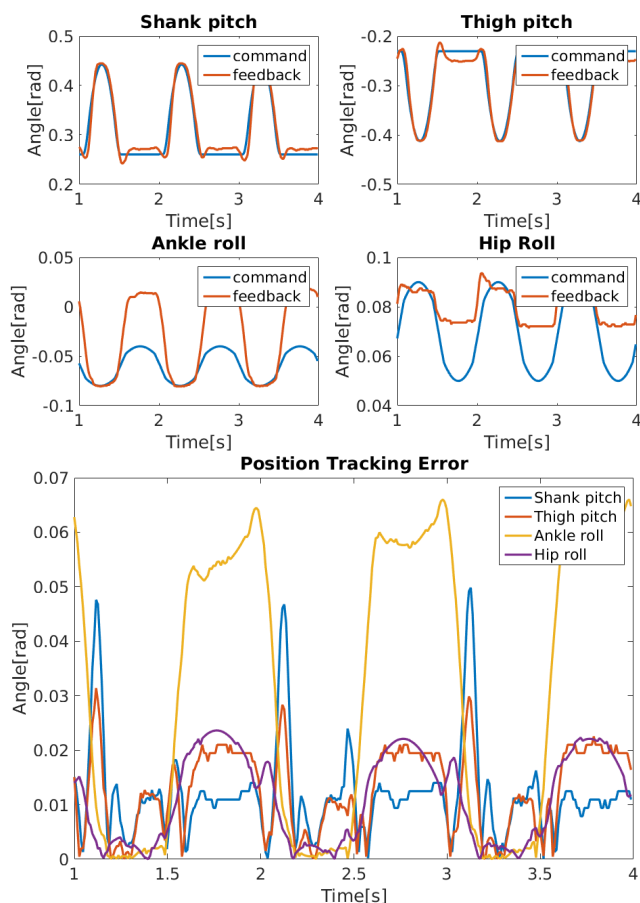 Shank pitch
Angle[rad]
0.5
0.4
0.3
0.2
command
feedback
1
2
3
4
Time[s]
Thigh pitch
Angle[rad]
-0.2
-0.3
-0.4
-0.5
command
feedback
1
2
3
4
Time[s]
Ankle roll
Angle[rad]
0.05
0
-0.05
-0.1
command
feedback
1
2
3
4
Time[s]
Hip Roll
Angle[rad]
0.1
0.08
0.06
0.04
command
feedback
1
2
3
4
Time[s]
Position Tracking Error
Angle[rad]
0.07
0.06
0.05
0.04
0.03
0.02
0.01
0
Shank pitch
Thigh pitch
Ankle roll
Hip roll
1
1.5
2
2.5
3
3.5
4
Time[s]